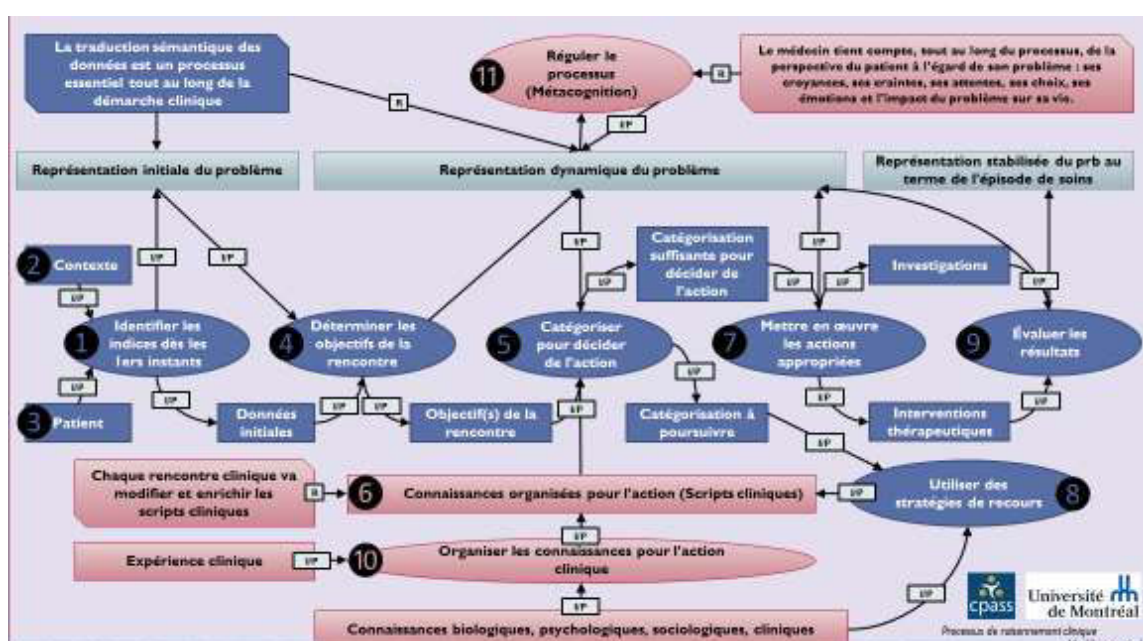 La traduction sémantique des
données est un processus
essentiel tout au long de la
démarche clinique
11
Réguler le
processus
(Métacognition)
Le médecin tient compte, tout au long du processus, de la
perspective du patient à l'égard de son problème : ses
croyances, ses craintes, ses attentes, ses choix, ses
émotions et l'impact du problème sur sa vie.
R
R
I/P
Représentation initiale du problème
Représentation dynamique du problème
Représentation stabilisée du prb au
terme de l'épisode de soins
2
Contexte
I/P
I/P
I/P
I/P
I/P
I/P
I/P
Catégorisation
suffisante pour
décider de
l'action
I/P
I/P
I/P
Investigations
I/P
1
Identifier les
indices dès les
1ers instants
4
Déterminer les
objectifs de la
rencontre
5
Catégoriser
pour décider
de l'action
7
Mettre en œuvre
les actions
appropriées
9
Évaluer les
résultats
3
Patient
I/P
I/P
Données
initiales
I/P
I/P
Objectif(s) de la
rencontre
I/P
I/P
Catégorisation à
poursuivre
I/P
I/P
Interventions
thérapeutiques
I/P
Chaque rencontre clinique va
modifier et enrichir les
scripts cliniques
R
6
Connaissances organisées pour l'action (Scripts cliniques)
I/P
Utiliser des
stratégies de recours
8
I/P
Expérience clinique
I/P
10
Organiser les connaissances pour l'action
clinique
I/P
Connaissances biologiques, psychologiques, sociologiques, cliniques
I/P
cpass
Université
de Montréal
Processus de raisonnement clinique